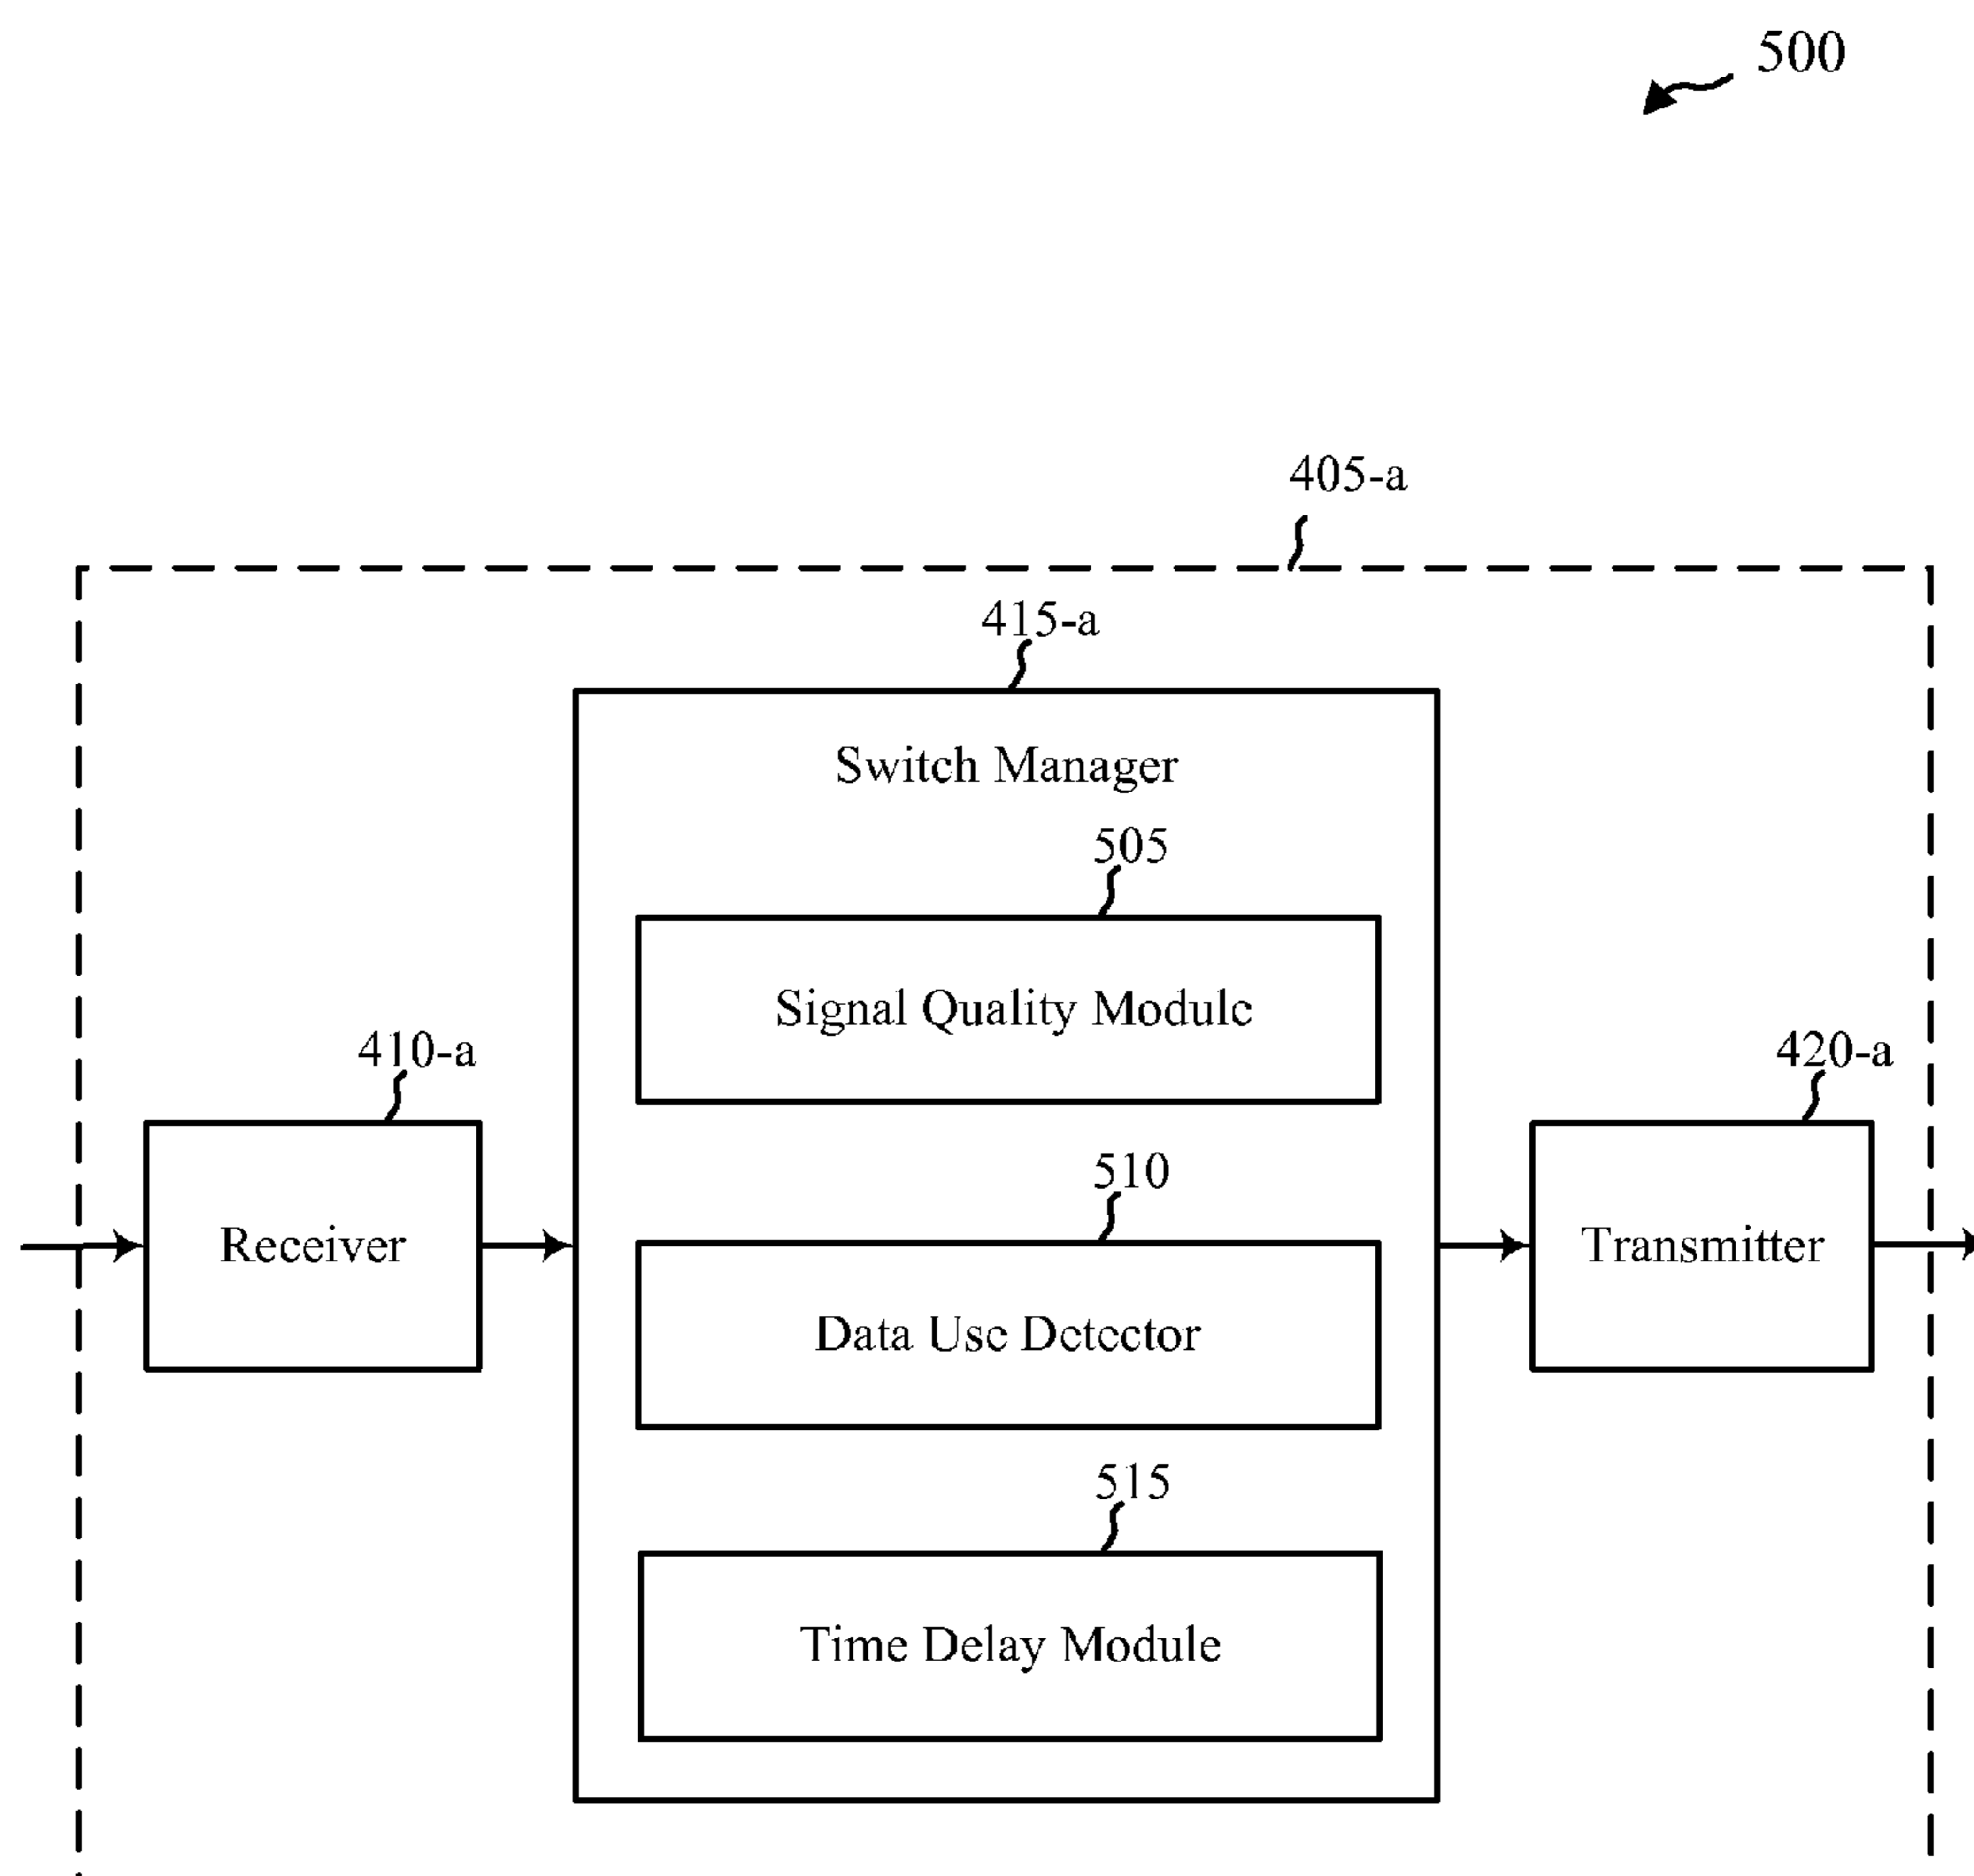 500
405-a
415-a
Switch Manager
505
Signal Quality Module
410-a
420-a
510
Receiver
Transmitter
Data Use Detector
515
Time Delay Module